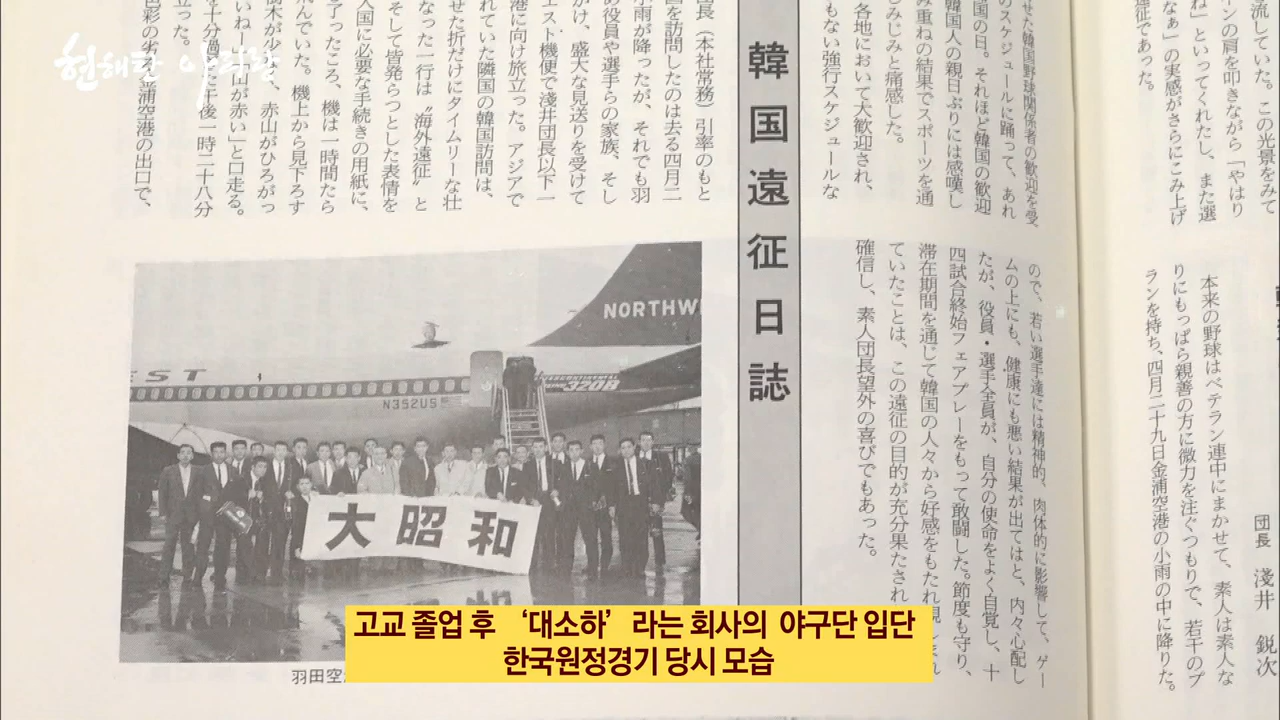 현해탄 아리랑
流していた。この光景をみて
インの肩を叩きながら「やはり
ね」といってくれたし、また選
なぁ」の実感がさらにこみ上げ
遠征であった。
せた韓国野球関係者の歓迎を受
のスケジュールに踊って、あれ
国の日。それほど韓国の歓迎
韓国人の親日ぶりには感嘆し
み重ねの結果でスポーツを通
しみじみと痛感した。
各地において大歓迎され、
もない強行スケジュールな
団長 淺井 鋭次
本来の野球はベテラン連中にまかせて、素人は素人な
りにもっぱら親善の方に微力を注ぐつもりで、若干のプ
ランを持ち、四月二十九日金浦空港の小雨の中に降りた。
ので、若い選手達には精神的、肉体的に影響して、ゲー
ムの上にも、健康にも悪い結果が出てはと、内々心配し
たが、役員・選手全員が、自分の使命をよく自覚し、十
四試合終始フェアプレーをもって敢闘した。節度も守り、
滞在期間を通じて韓国の人々から好感をもたれ
ていたことは、この遠征の目的が充分果たされ
確信し、素人団長望外の喜びでもあった。
韓国遠征日誌
団長（本社常務）引率のもと
国を訪問したのは去る四月二
小雨が降ったが、それでも羽
め役員や選手らの家族、そし
かけ、盛大な見送りを受けて
エスト機便で淺井団長以下一
港に向け旅立った。アジアで
れていた隣国の韓国訪問は、
せた折だけにタイムリーな壮
なった一行は〝海外遠征〟と
そして皆発らつとした表情を
入国に必要な手続きの用紙に、
了ったころ、機は一時間たら
飛んでいた。機上から見下ろす
樹木が少く、赤山がひろがっ
いねー山が赤い」と口走る。
を十分過ぎた午後一時二十八分
立った。
色彩の劣る金浦空港の出口で、
NORTHW
EST
320B
N352US
大昭和
羽田空
고교 졸업 후 ‘대소하’ 라는 회사의 야구단 입단
한국원정경기 당시 모습